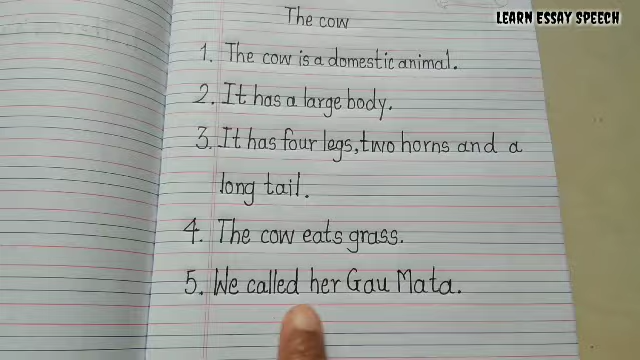 LEARN ESSAY SPEECH
The cow
1. The cow is a domestic animal.
2. It has a large body.
3. It has four legs, two horns and a
long tail.
4. The cow eats grass.
5. We called her Gau Mata.